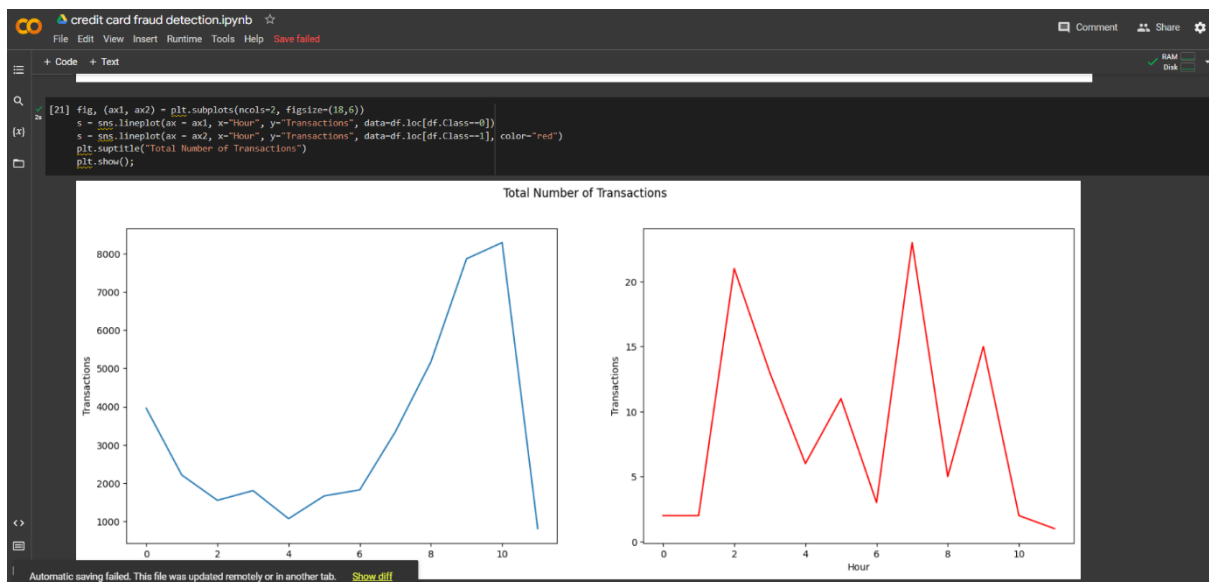 credit card fraud detection.ipynb
File Edit View Insert Runtime Tools Help Save failed
Comment Share
+ Code + Text
RAM
Disk
[21] fig, (ax1, ax2) = plt.subplots(ncols=2, figsize=(18,6))
2s
s = sns.lineplot(ax = ax1, x="Hour", y="Transactions", data=df.loc[df.Class==0])
{x}
s = sns.lineplot(ax = ax2, x="Hour", y="Transactions", data=df.loc[df.Class==1], color="red")
plt.suptitle("Total Number of Transactions")
plt.show();
Total Number of Transactions
8000
7000
6000
5000
4000
3000
2000
1000
Transactions
0 2 4 6 8 10
20
15
10
5
0
Transactions
0 2 4 6 8 10
Hour
Automatic saving failed. This file was updated remotely or in another tab. Show diff